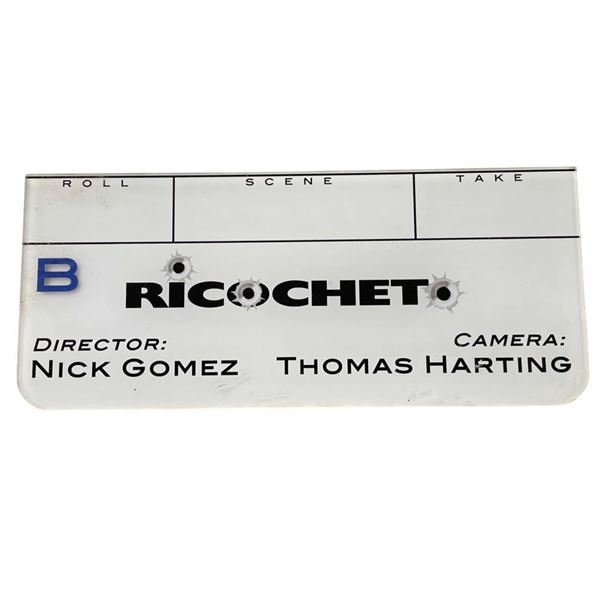 ROLL SCENE TAKE
B RICOCHET
DIRECTOR: CAMERA:
NICK GOMEZ THOMAS HARTING